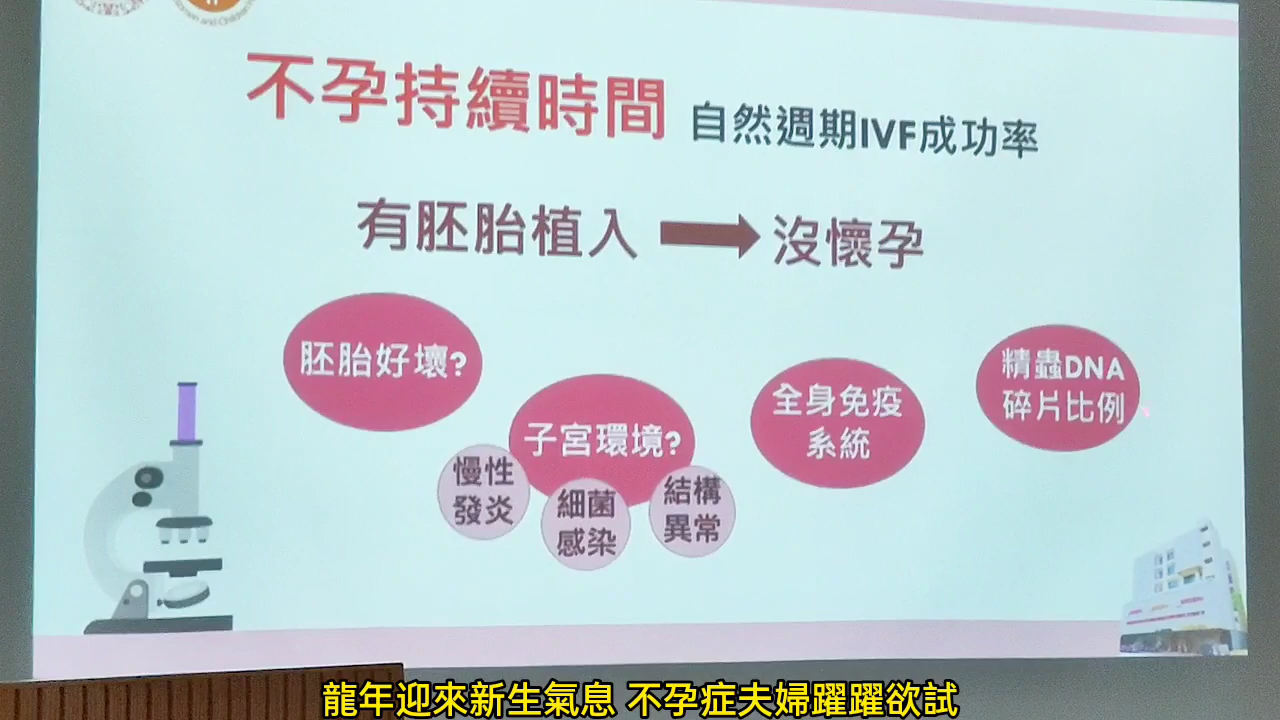 Women and Children
不孕持續時間 自然週期IVF成功率
有胚胎植入 沒懷孕
胚胎好壞?
子宮環境?
慢性
發炎
細菌
感染
結構
異常
全身免疫
系統
精蟲DNA
碎片比例
龍年迎來新生氣息 不孕症夫婦躍躍欲試